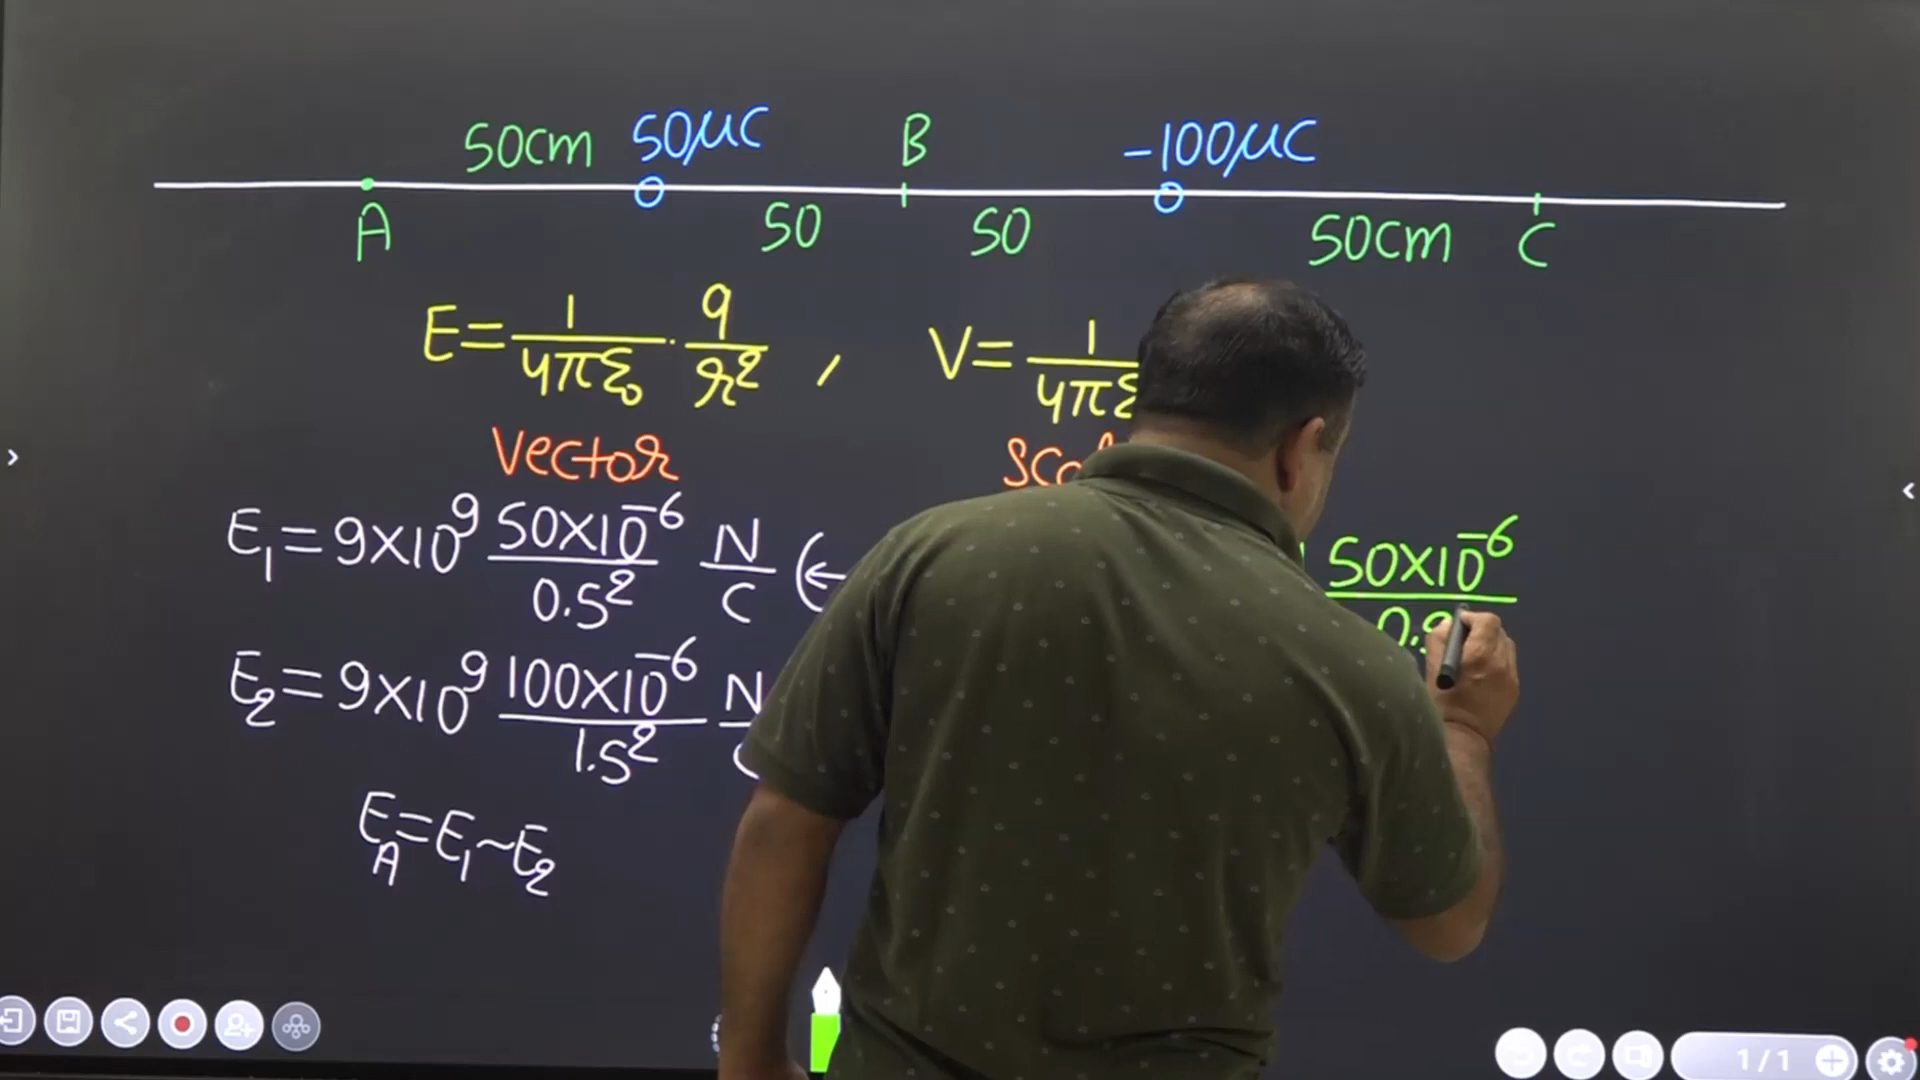 50cm 50μC B -100μC
A 50 50 50cm C
E = 1/4πε₀ · q/r² , V = 1/4πε
vector
E₁ = 9×10⁹ 50×10⁻⁶/0.5² N/C (←
50×10⁻⁶/0.
E₂ = 9×10⁹ 100×10⁻⁶/1.5² N/
E_A = E₁ ~ E₂
1/1